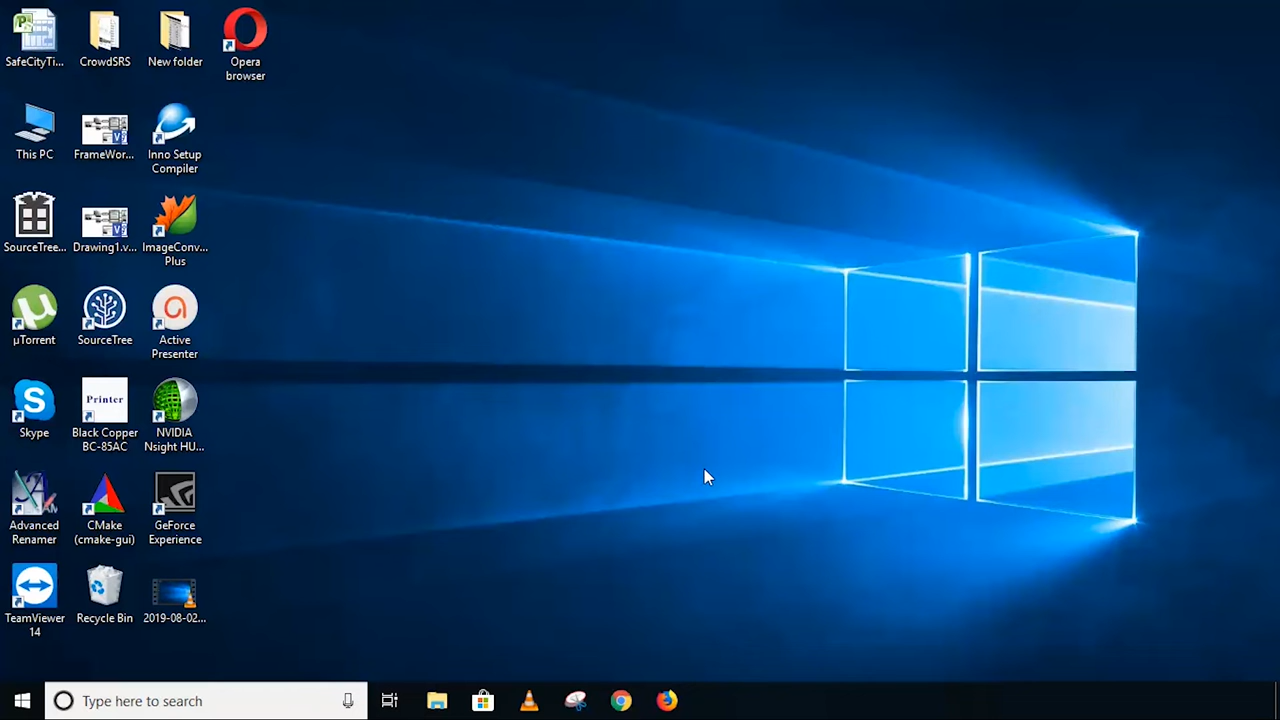 SafeCityTi...
CrowdSRS
New folder
Opera
browser
This PC
FrameWor...
Inno Setup
Compiler
SourceTree...
Drawing1.v...
ImageConv...
Plus
µTorrent
SourceTree
Active
Presenter
Skype
Printer
Black Copper
BC-85AC
NVIDIA
Nsight HU...
Advanced
Renamer
CMake
(cmake-gui)
GeForce
Experience
TeamViewer
14
Recycle Bin
2019-08-02...
Type here to search